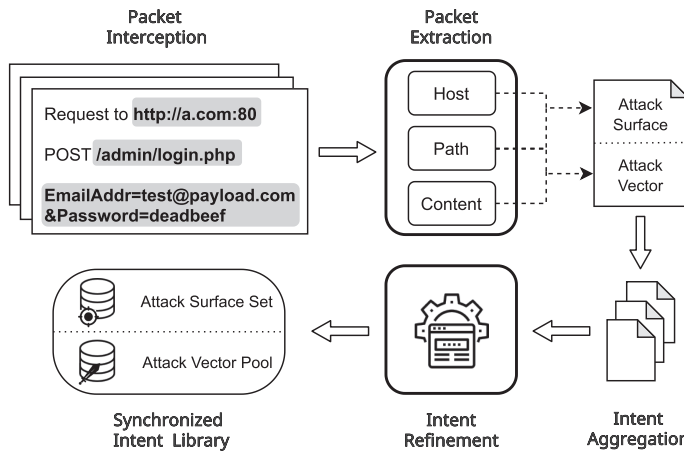 Packet
Interception
Packet
Extraction
Request to http://a.com:80
POST /admin/login.php
EmailAddr=test@payload.com
&Password=deadbeef
Host
Path
Content
Attack
Surface
Attack
Vector
Attack Surface Set
Attack Vector Pool
Synchronized
Intent Library
Intent
Refinement
Intent
Aggregation